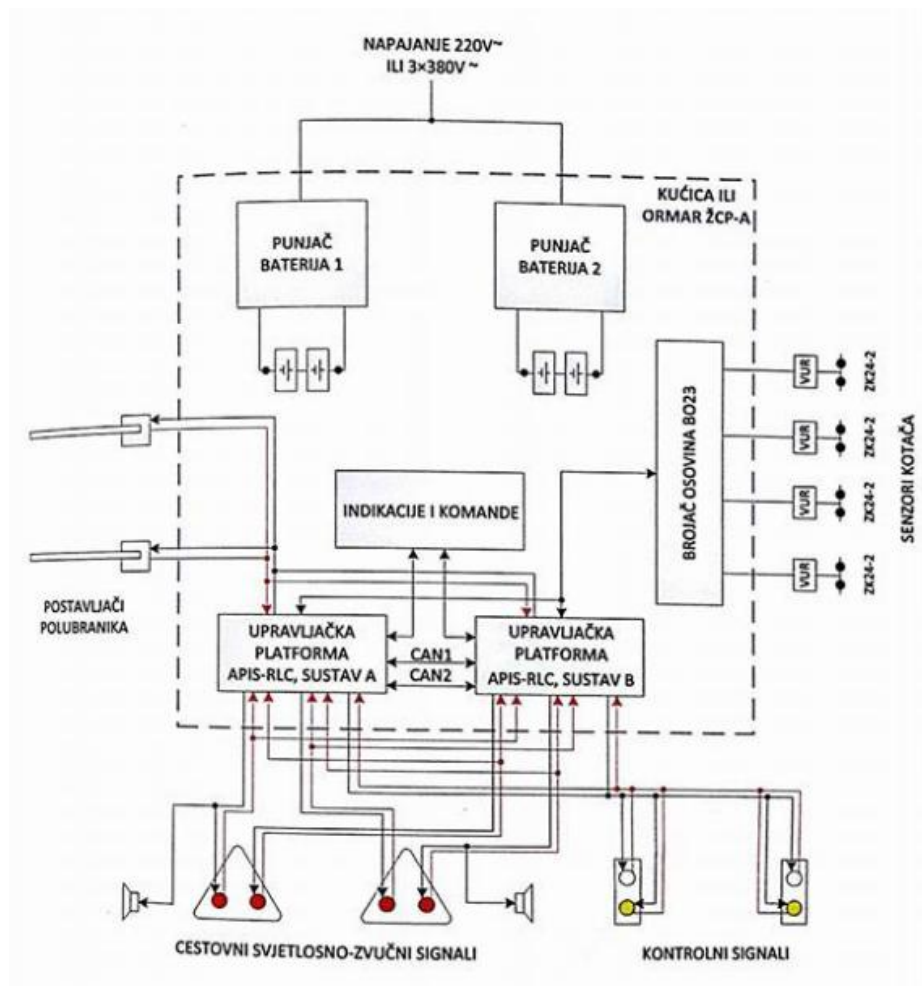 NAPAJANJE 220V~
ILI 3×380V ~
KUĆICA ILI
ORMAR ŽCP-A
PUNJAČ
BATERIJA 1
PUNJAČ
BATERIJA 2
BROJAČ OSOVINA BO23
VUR
ZK24-2
VUR
ZK24-2
VUR
ZK24-2
VUR
ZK24-2
SENZORI KOTAČA
INDIKACIJE I KOMANDE
POSTAVLJAČI
POLUBRANIKA
UPRAVLJAČKA
PLATFORMA
APIS-RLC, SUSTAV A
CAN1
CAN2
UPRAVLJAČKA
PLATFORMA
APIS-RLC, SUSTAV B
CESTOVNI SVJETLOSNO-ZVUČNI SIGNALI
KONTROLNI SIGNALI